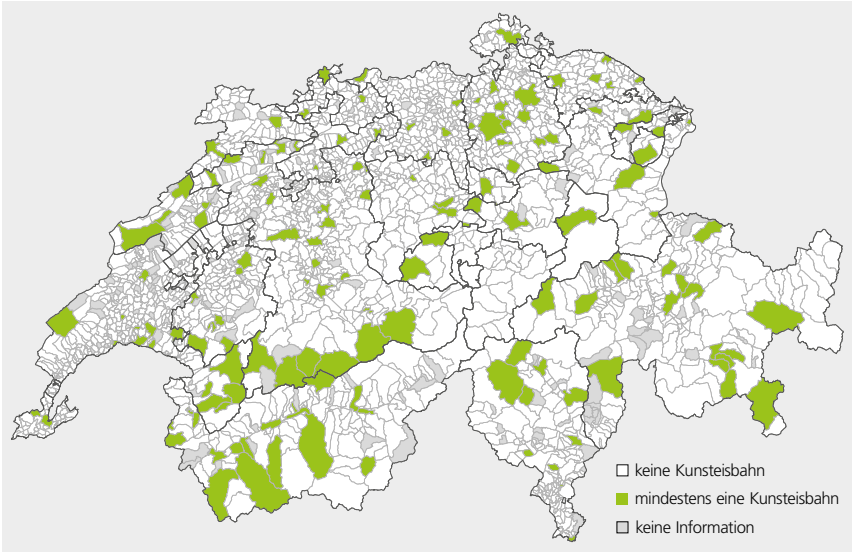 keine Kunsteisbahn
mindestens eine Kunsteisbahn
keine Information